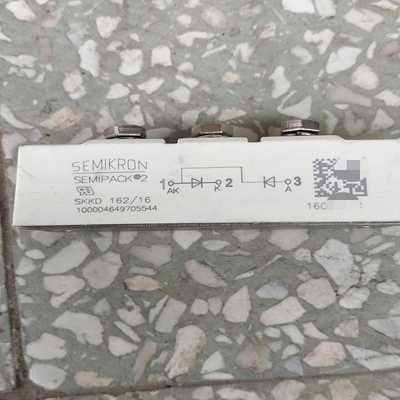 SEMIKRON
SEMIPACK® 2
SKKD 162/16
100004649705544
1 AK K 2 A 3
16C